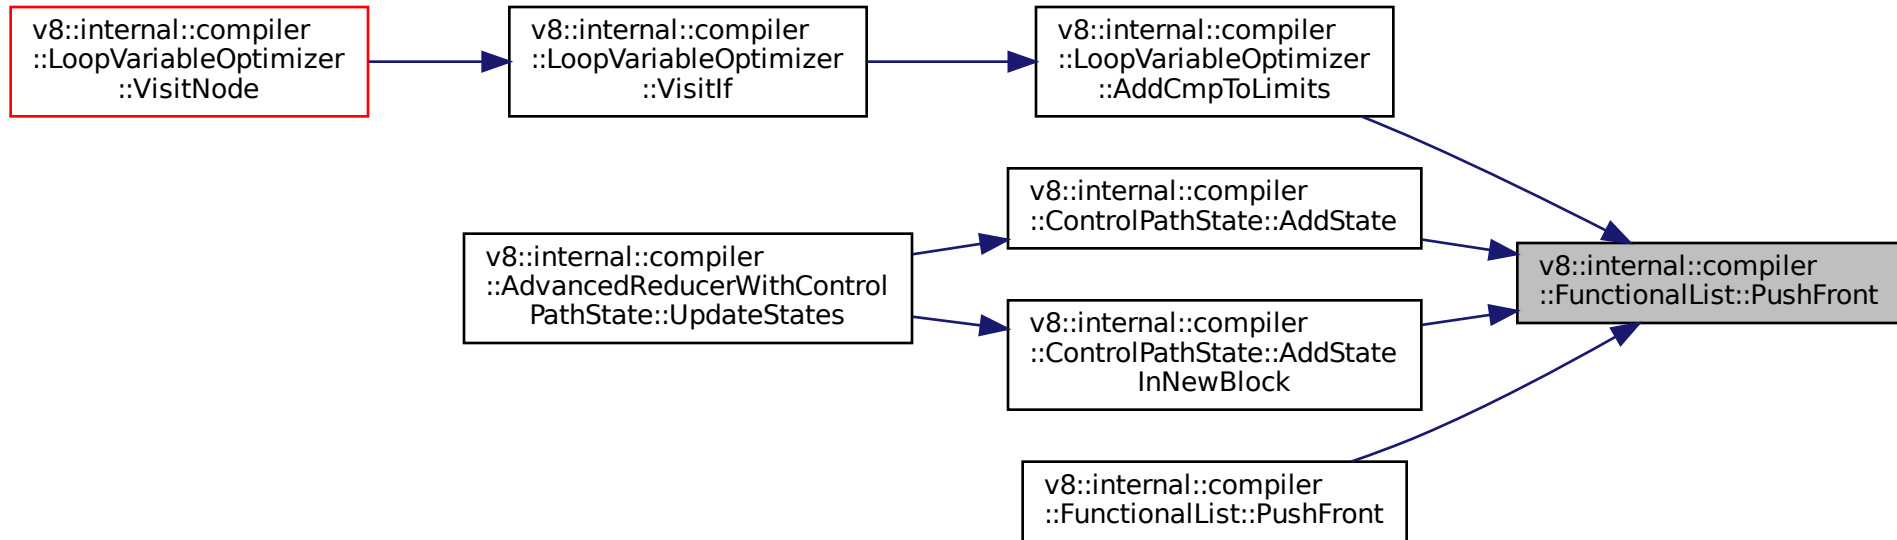 v8::internal::compiler
::LoopVariableOptimizer
::VisitNode
v8::internal::compiler
::LoopVariableOptimizer
::VisitIf
v8::internal::compiler
::LoopVariableOptimizer
::AddCmpToLimits
v8::internal::compiler
::ControlPathState::AddState
v8::internal::compiler
::AdvancedReducerWithControl
PathState::UpdateStates
v8::internal::compiler
::FunctionalList::PushFront
v8::internal::compiler
::ControlPathState::AddState
InNewBlock
v8::internal::compiler
::FunctionalList::PushFront